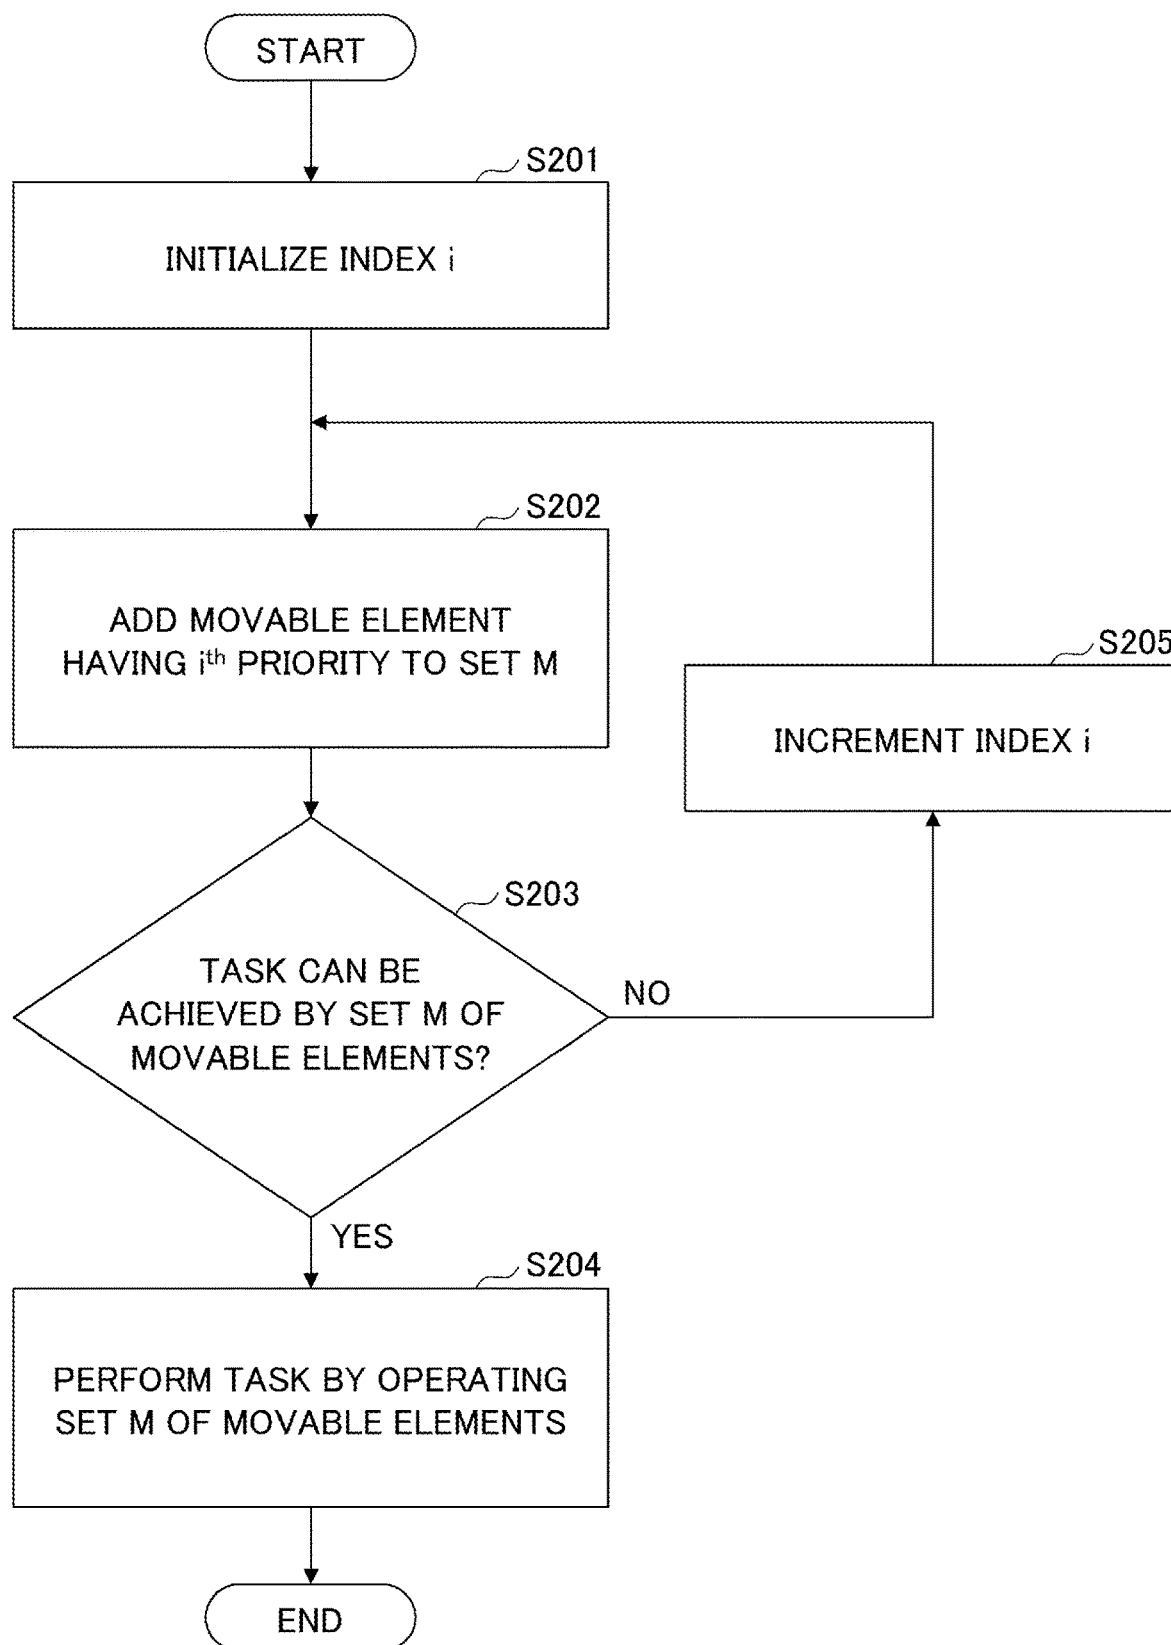 START
S201
INITIALIZE INDEX i
S202
ADD MOVABLE ELEMENT
HAVING ith PRIORITY TO SET M
S205
INCREMENT INDEX i
S203
TASK CAN BE
ACHIEVED BY SET M OF
MOVABLE ELEMENTS?
NO
YES
S204
PERFORM TASK BY OPERATING
SET M OF MOVABLE ELEMENTS
END